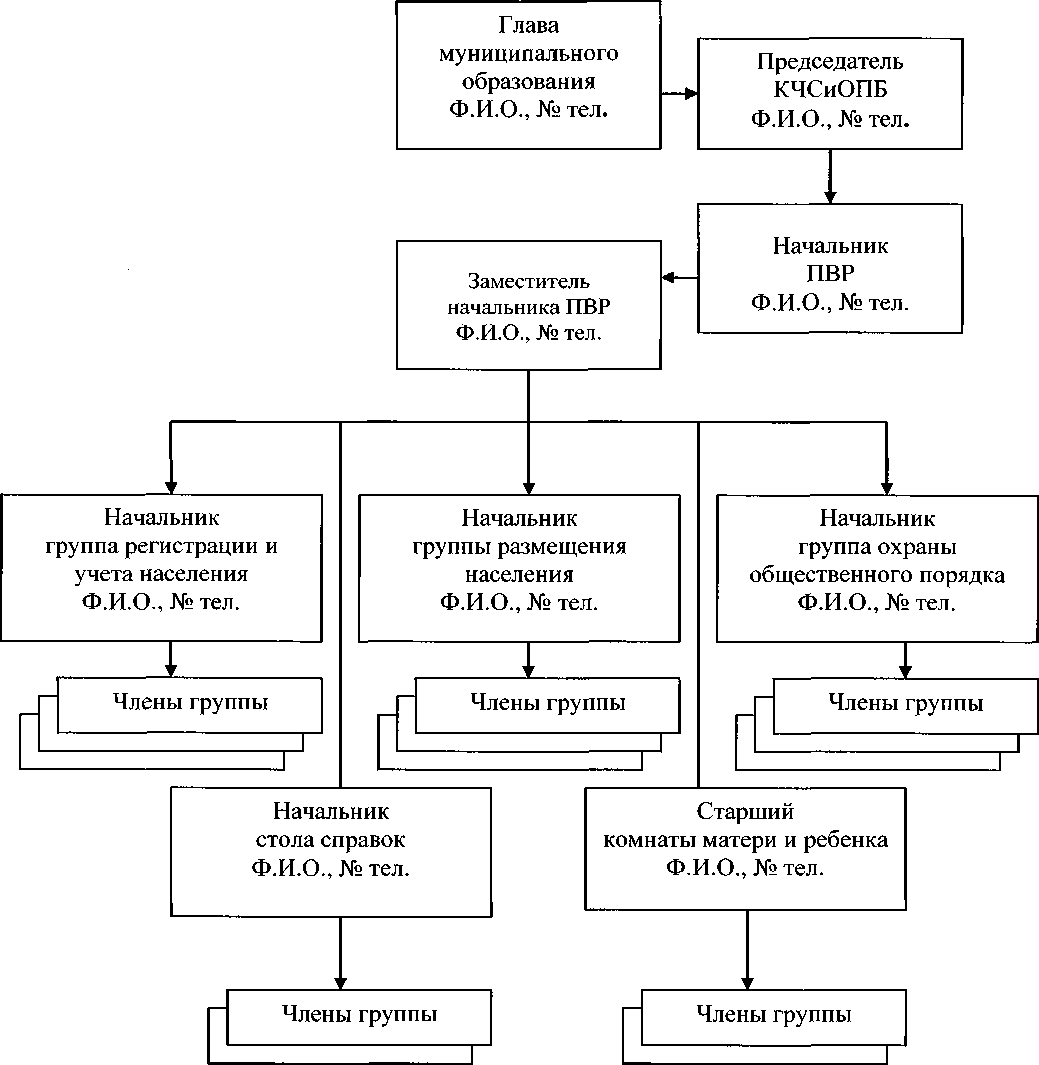 Глава
муниципального
образования
Ф.И.О., № тел.
Председатель
КЧСиОПБ
Ф.И.О., № тел.
Начальник
ПВР
Ф.И.О., № тел.
Заместитель
начальника ПВР
Ф.И.О., № тел.
Начальник
группа регистрации и
учета населения
Ф.И.О., № тел.
Начальник
группы размещения
населения
Ф.И.О., № тел.
Начальник
группа охраны
общественного порядка
Ф.И.О., № тел.
Члены группы
Члены группы
Члены группы
Начальник
стола справок
Ф.И.О., № тел.
Старший
комнаты матери и ребенка
Ф.И.О., № тел.
Члены группы
Члены группы